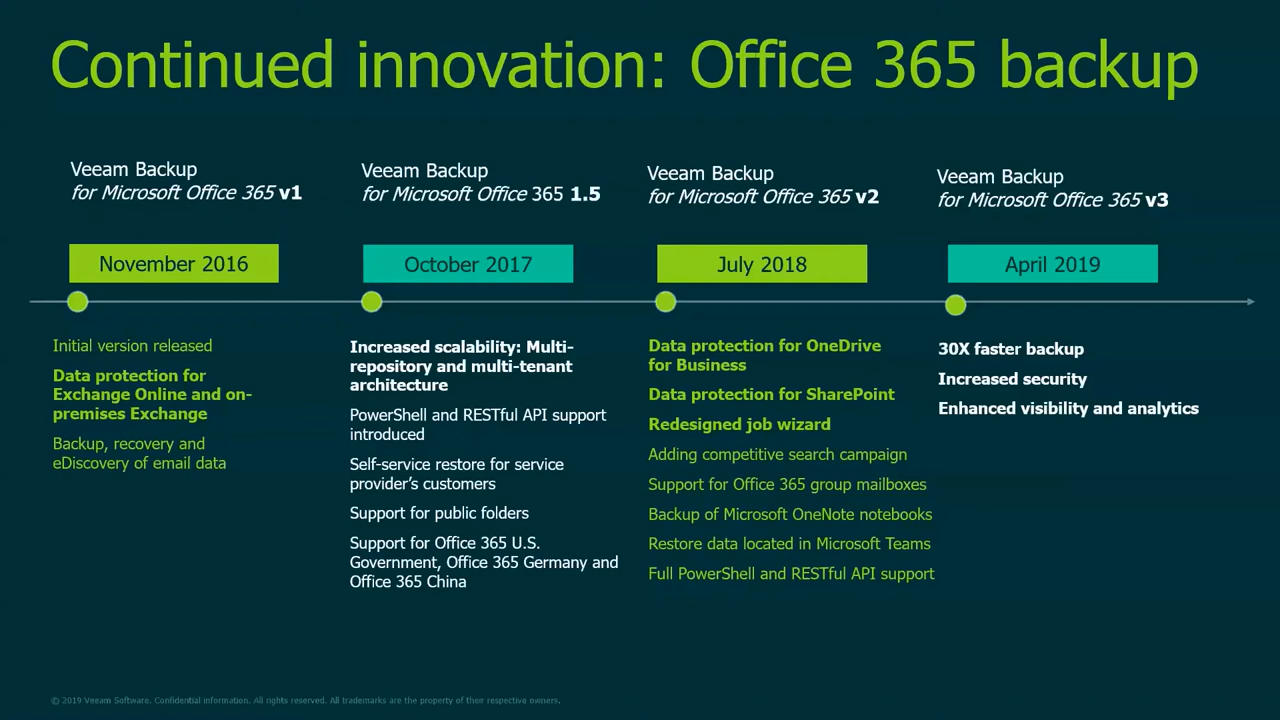 Continued innovation: Office 365 backup
Veeam Backup
for Microsoft Office 365 v1
November 2016
Initial version released
Data protection for
Exchange Online and on-
premises Exchange
Backup, recovery and
eDiscovery of email data
Veeam Backup
for Microsoft Office 365 1.5
October 2017
Increased scalability: Multi-
repository and multi-tenant
architecture
PowerShell and RESTful API support
introduced
Self-service restore for service
provider’s customers
Support for public folders
Support for Office 365 U.S.
Government, Office 365 Germany and
Office 365 China
Veeam Backup
for Microsoft Office 365 v2
July 2018
Data protection for OneDrive
for Business
Data protection for SharePoint
Redesigned job wizard
Adding competitive search campaign
Support for Office 365 group mailboxes
Backup of Microsoft OneNote notebooks
Restore data located in Microsoft Teams
Full PowerShell and RESTful API support
Veeam Backup
for Microsoft Office 365 v3
April 2019
30X faster backup
Increased security
Enhanced visibility and analytics
© 2019 Veeam Software. Confidential information. All rights reserved. All trademarks are the property of their respective owners.